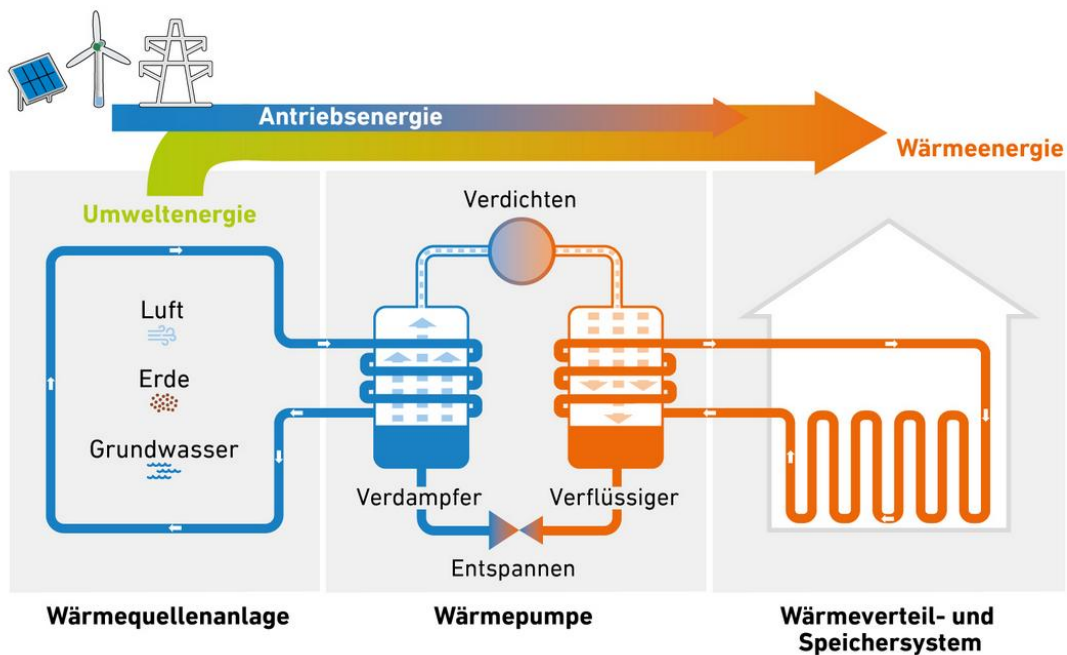 Antriebsenergie
Wärmeenergie
Umweltenergie
Luft
Erde
Grundwasser
Verdichten
Verdampfer
Verflüssiger
Entspannen
Wärmequellenanlage
Wärmepumpe
Wärmeverteil- und
Speichersystem